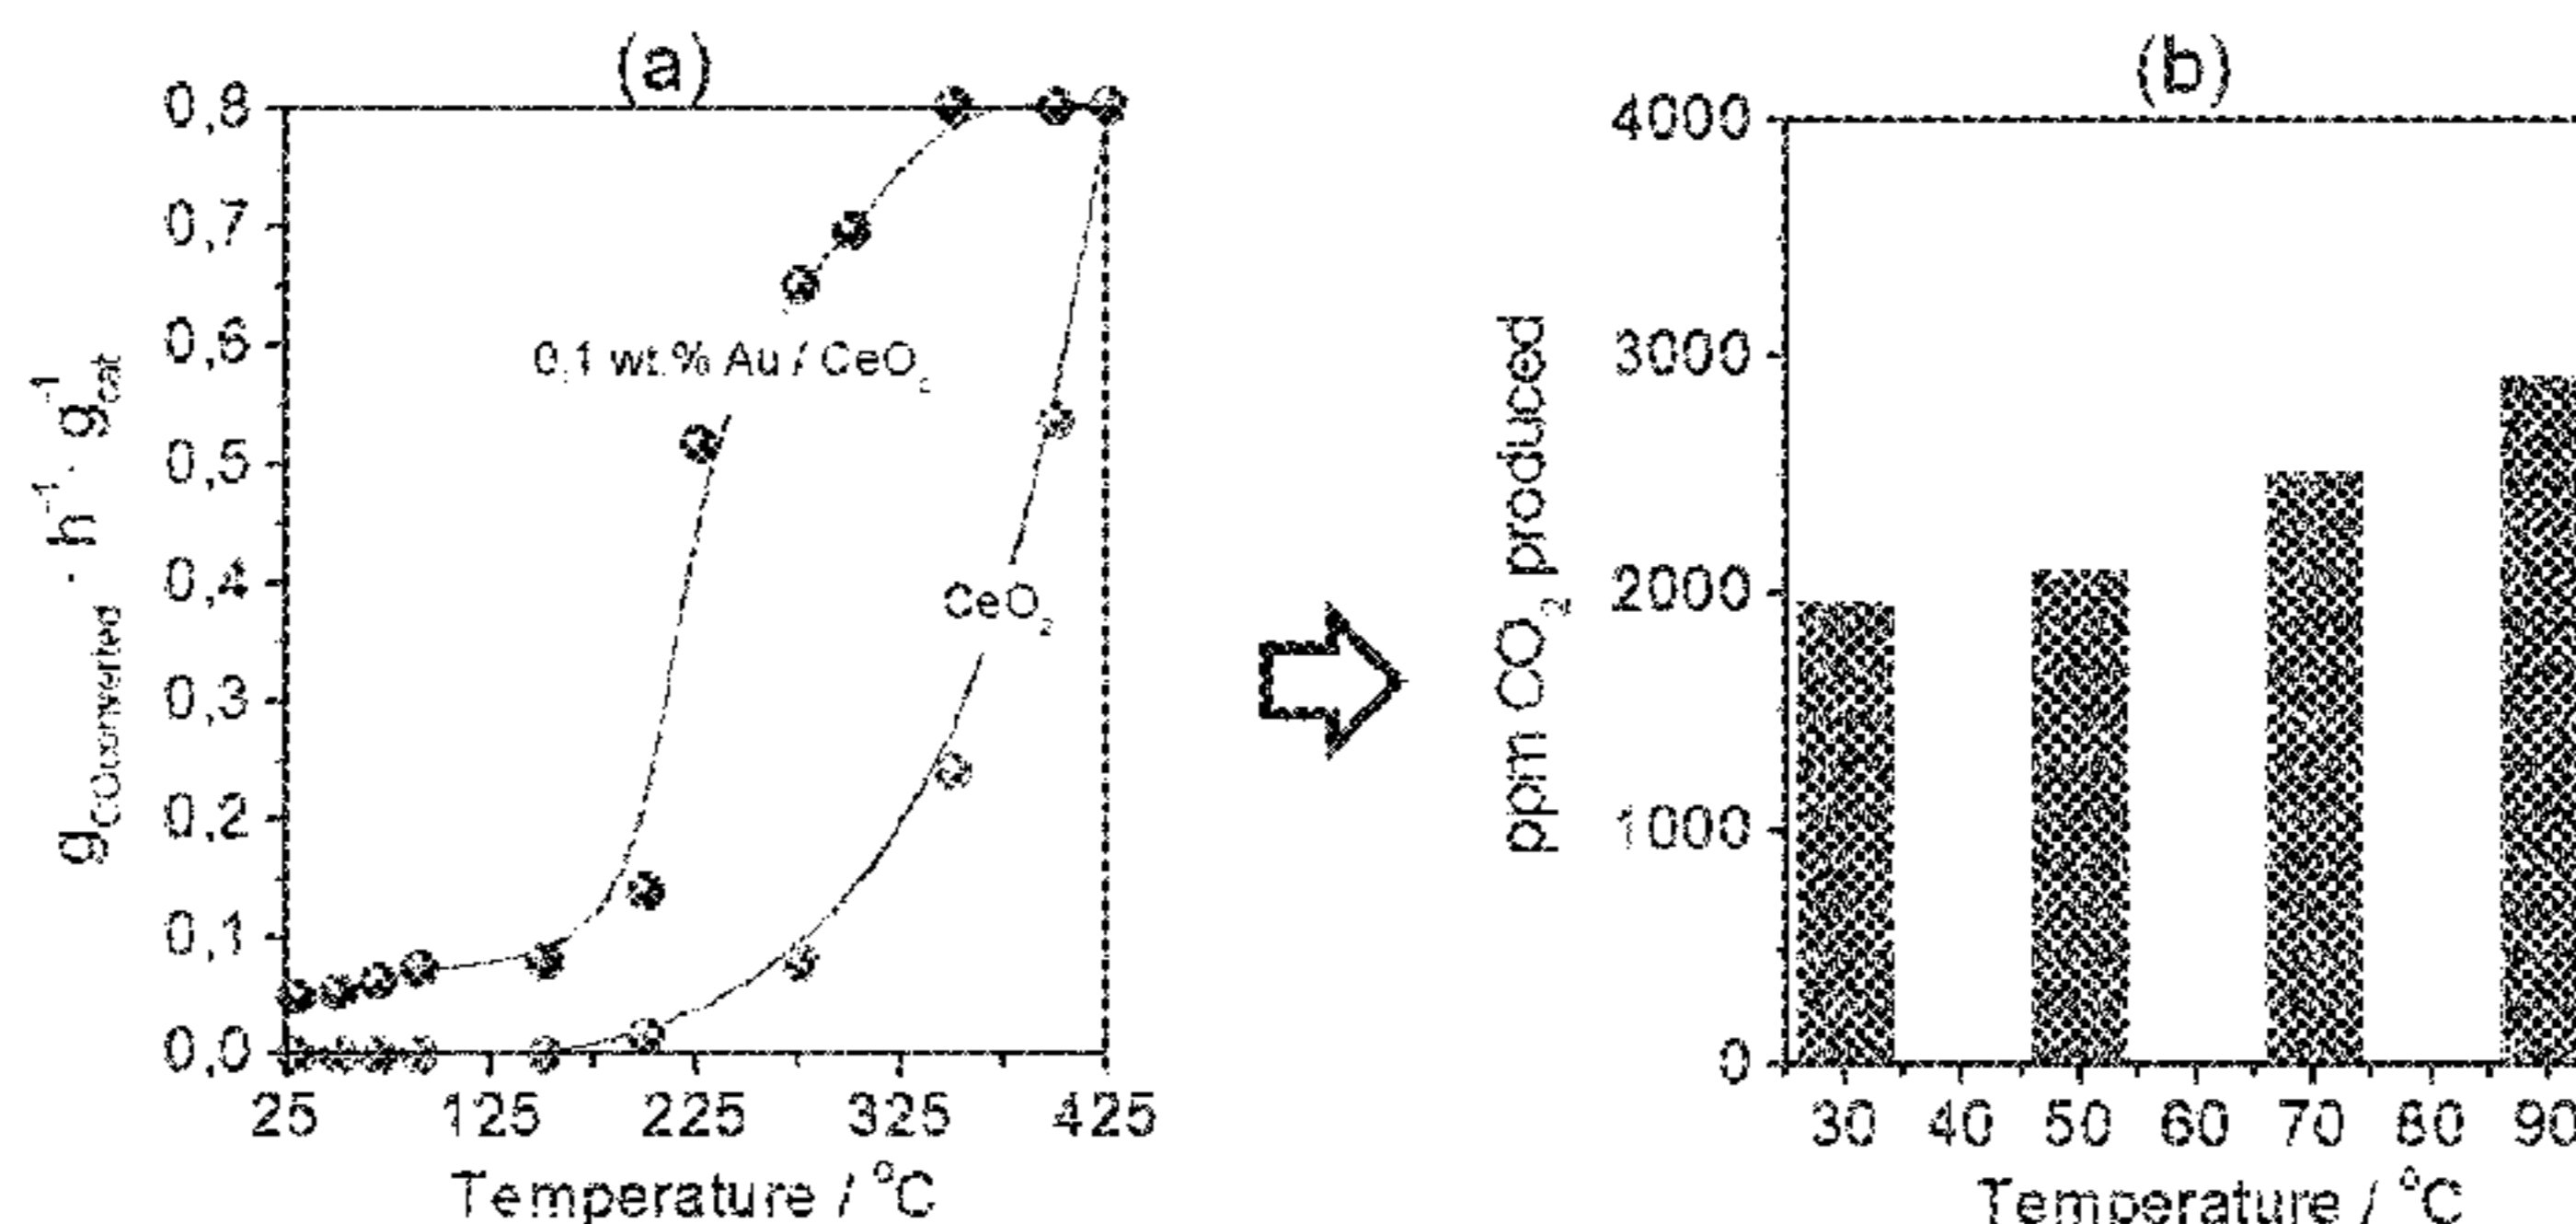 (a)
0,8
0,7
0,6
0,5
0,4
0,3
0,2
0,1
0,0
g_COconverted · h⁻¹ · g⁻¹_cat
0,1 wt.% Au / CeO₂
CeO₂
25 125 225 325 425
Temperature / °C
(b)
4000
3000
2000
1000
0
ppm CO₂ produced
30 40 50 60 70 80 90
Temperature / °C